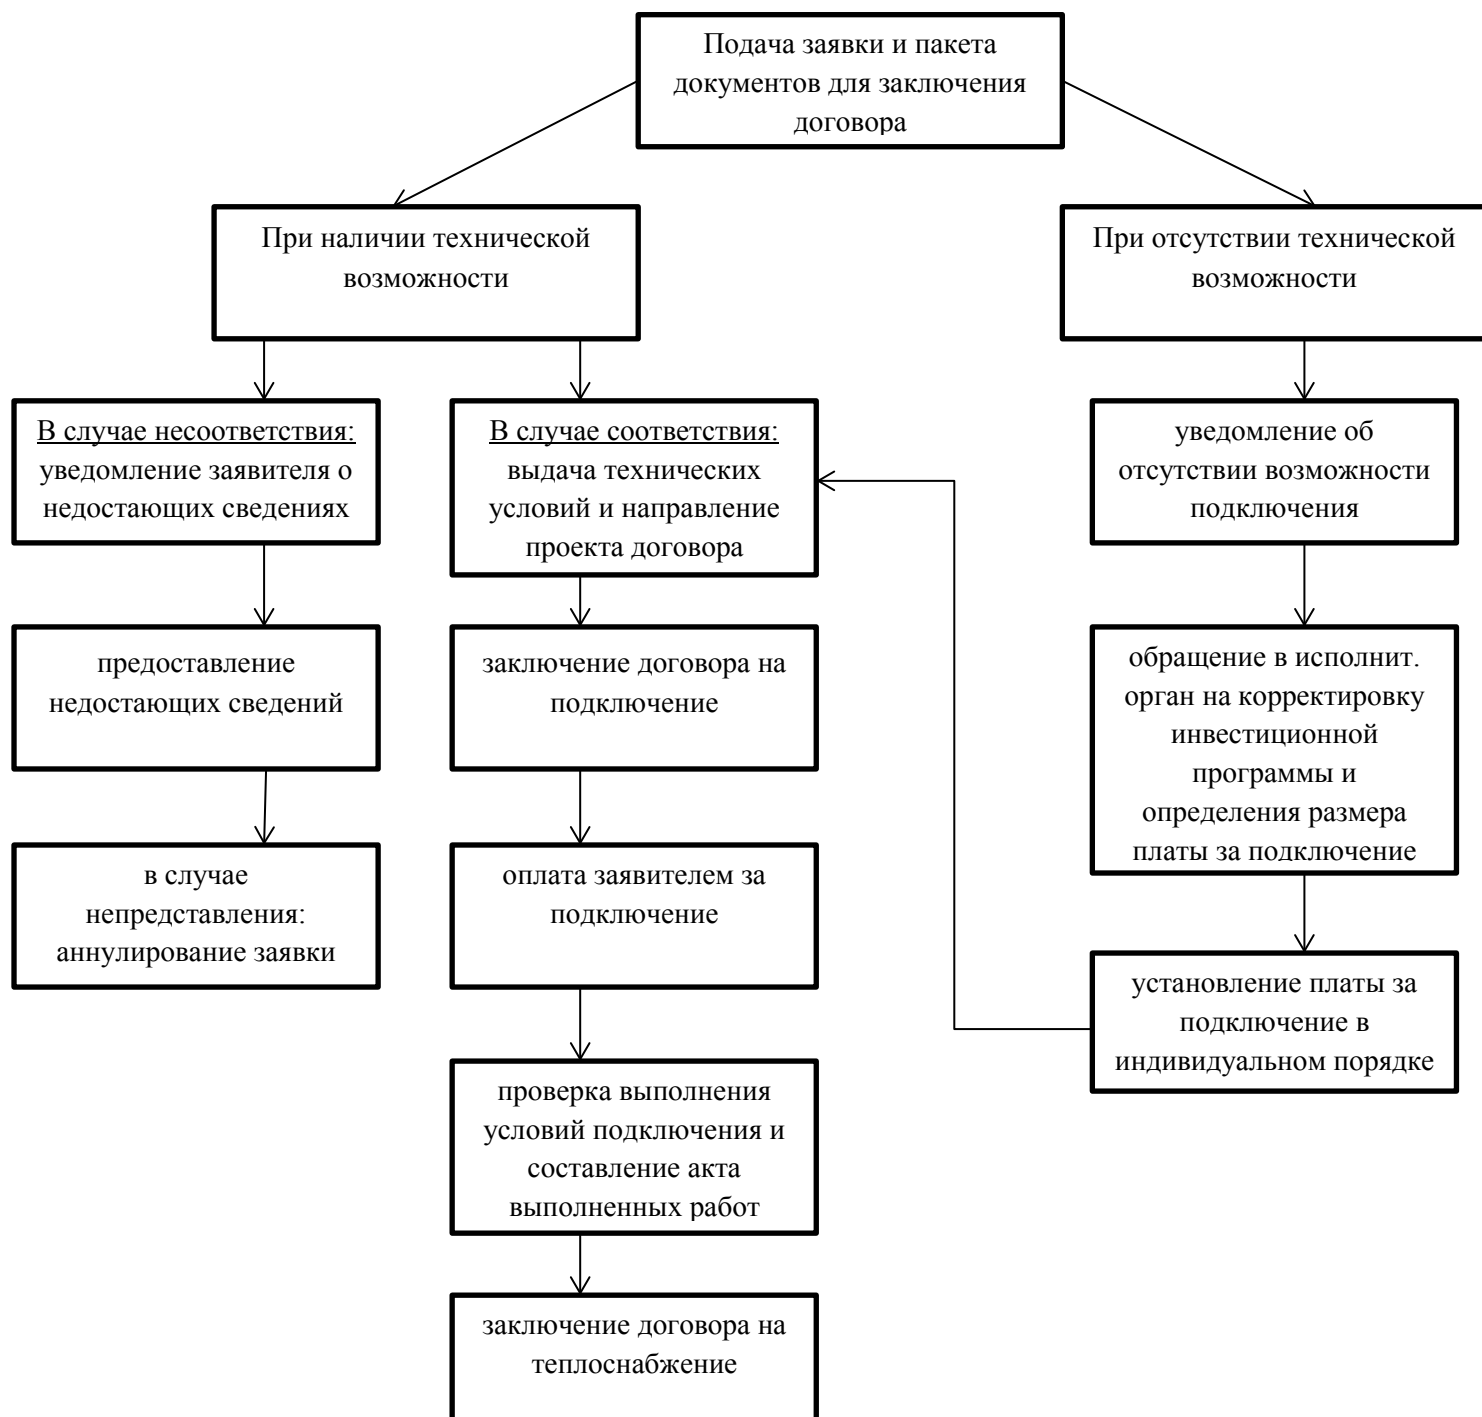 Подача заявки и пакета
документов для заключения
договора
При наличии технической
возможности
При отсутствии технической
возможности
В случае несоответствия:
уведомление заявителя о
недостающих сведениях
В случае соответствия:
выдача технических
условий и направление
проекта договора
уведомление об
отсутствии возможности
подключения
предоставление
недостающих сведений
заключение договора на
подключение
обращение в исполнит.
орган на корректировку
инвестиционной
программы и
определения размера
платы за подключение
в случае
непредставления:
аннулирование заявки
оплата заявителем за
подключение
установление платы за
подключение в
индивидуальном порядке
проверка выполнения
условий подключения и
составление акта
выполненных работ
заключение договора на
теплоснабжение